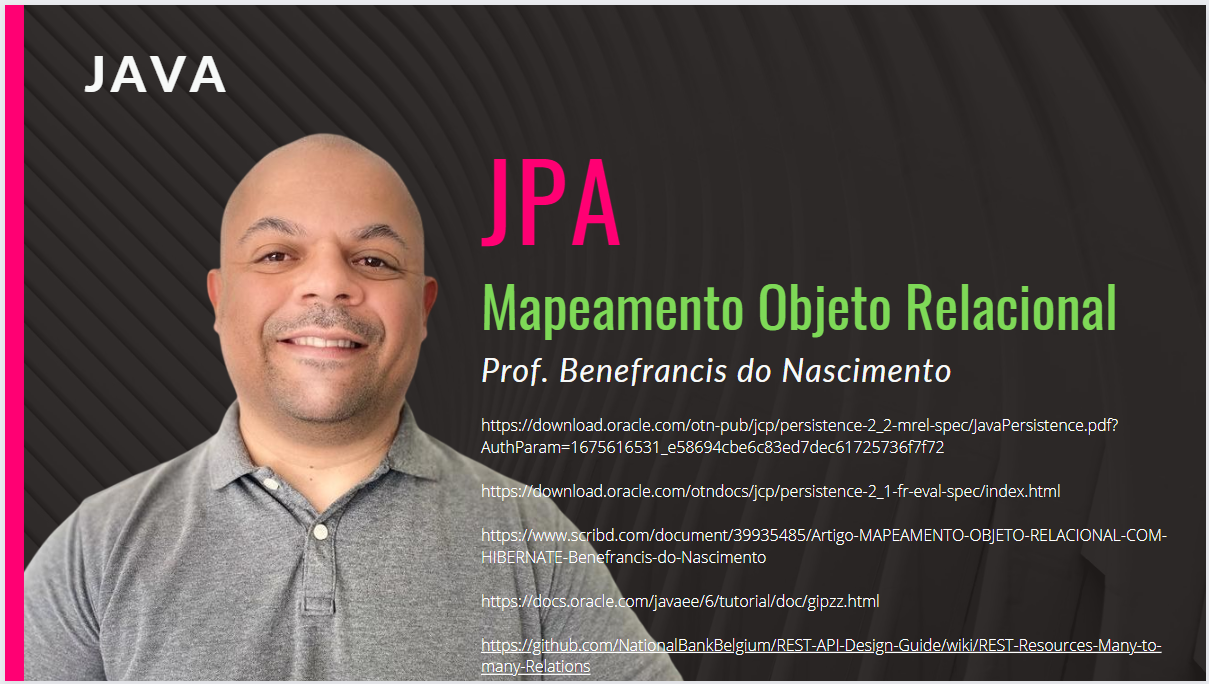 JAVA
JPA
Mapeamento Objeto Relacional
Prof. Benefrancis do Nascimento
https://download.oracle.com/otn-pub/jcp/persistence-2_2-mrel-spec/JavaPersistence.pdf?
AuthParam=1675616531_e58694cbe6c83ed7dec61725736f7f72
https://download.oracle.com/otndocs/jcp/persistence-2_1-fr-eval-spec/index.html
https://www.scribd.com/document/39935485/Artigo-MAPEAMENTO-OBJETO-RELACIONAL-COM-
HIBERNATE-Benefrancis-do-Nascimento
https://docs.oracle.com/javaee/6/tutorial/doc/gipzz.html
https://github.com/NationalBankBelgium/REST-API-Design-Guide/wiki/REST-Resources-Many-to-
many-Relations